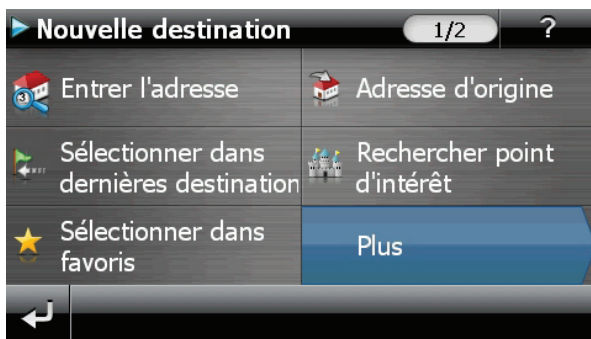 Nouvelle destination
1/2
?
Entrer l'adresse
Adresse d'origine
Sélectionner dans
dernières destination
Rechercher point
d'intérêt
Sélectionner dans
favoris
Plus